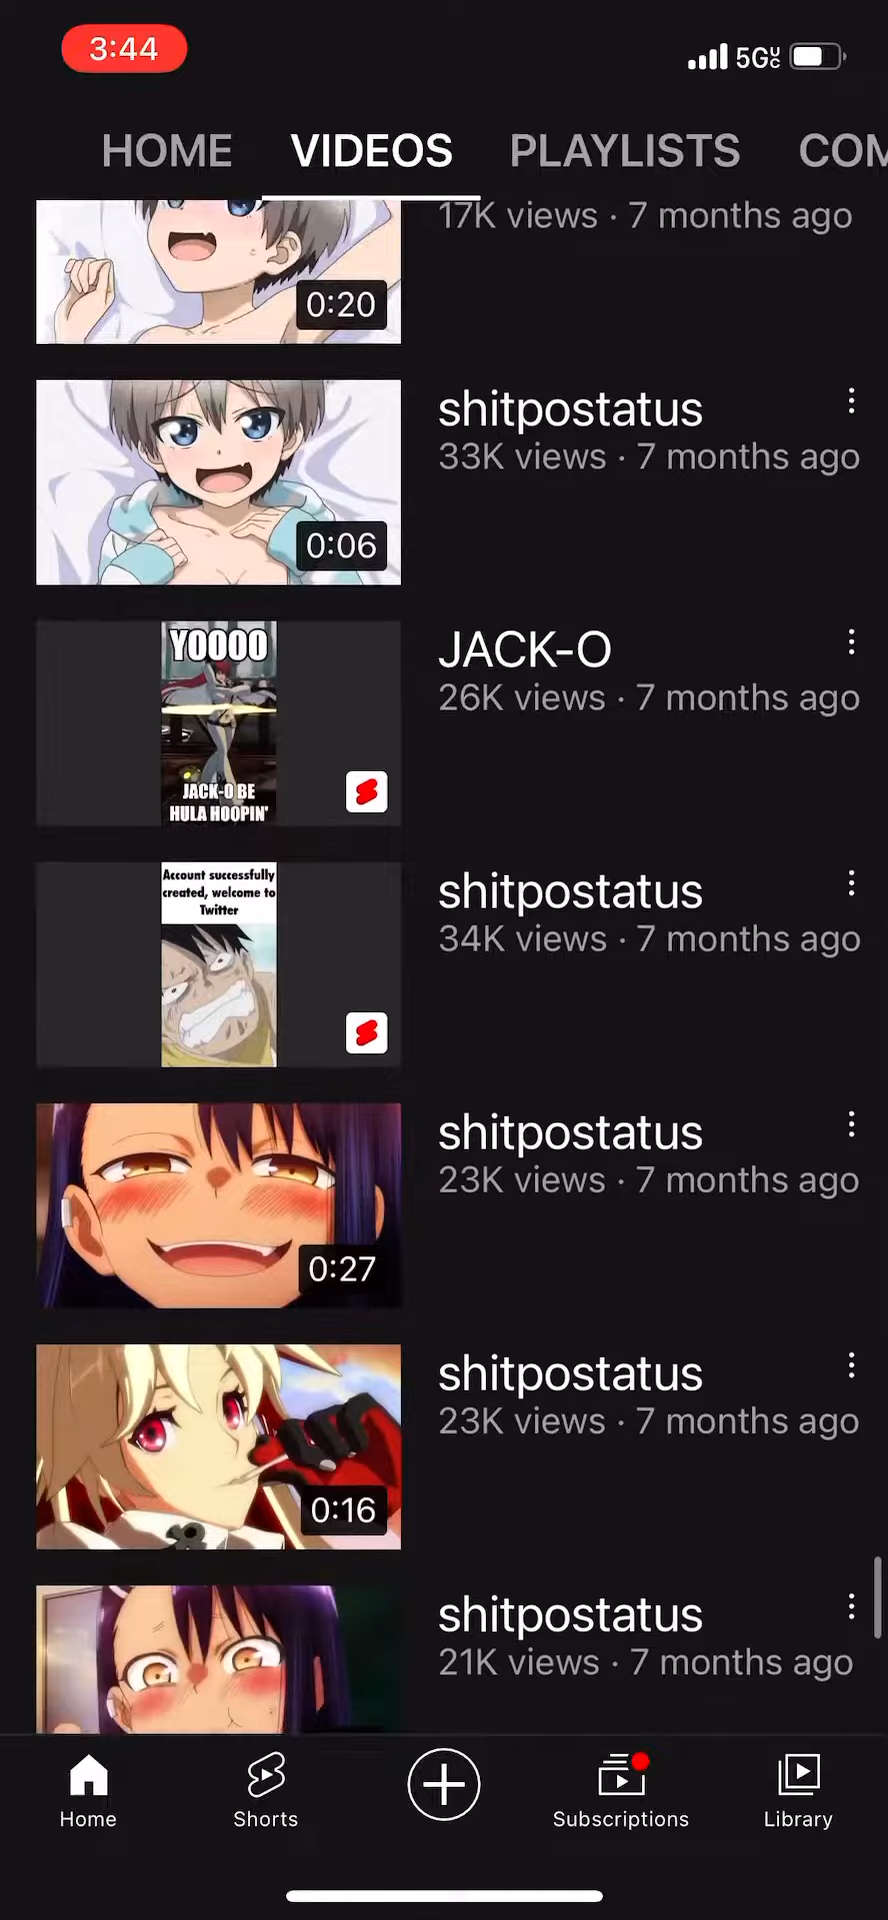 3:44
5GUC
HOME VIDEOS PLAYLISTS COM
17K views · 7 months ago
0:20
shitpostatus
33K views · 7 months ago
0:06
YOOOO
JACK-O BE
HULA HOOPIN'
JACK-O
26K views · 7 months ago
Account successfully
created, welcome to
Twitter
shitpostatus
34K views · 7 months ago
shitpostatus
23K views · 7 months ago
0:27
shitpostatus
23K views · 7 months ago
0:16
shitpostatus
21K views · 7 months ago
Home Shorts Subscriptions Library